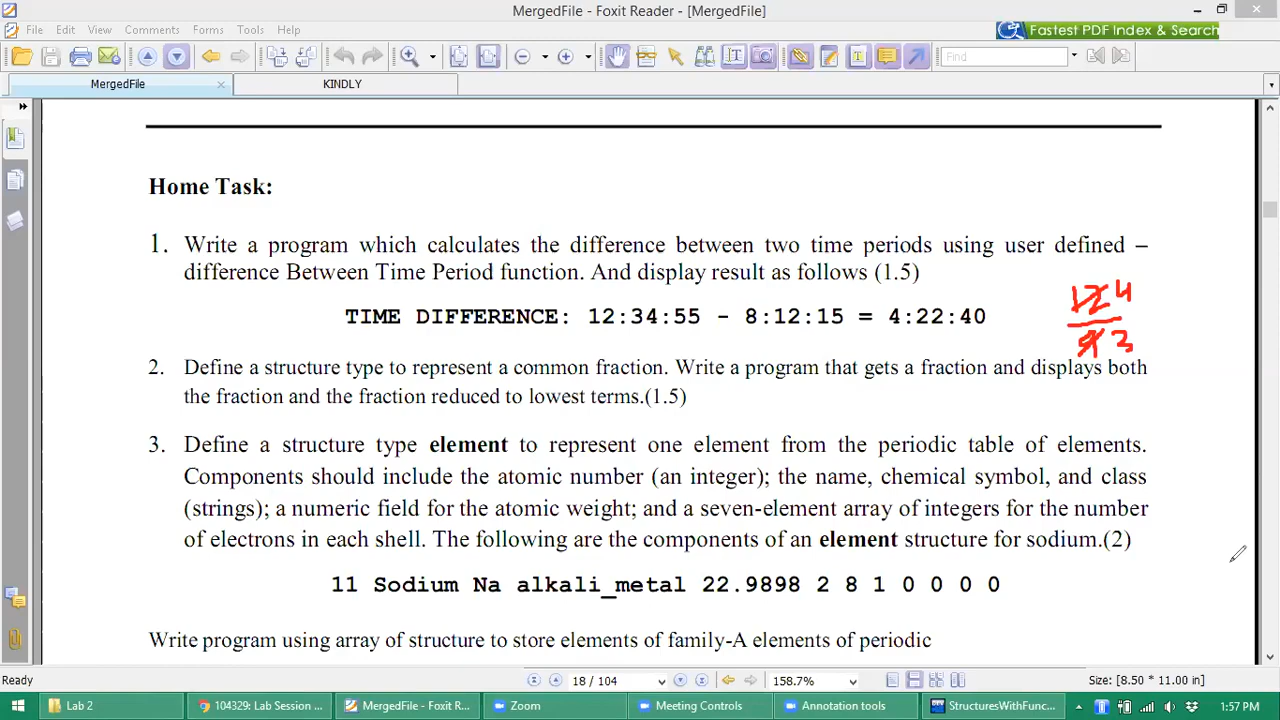 MergedFile - Foxit Reader - [MergedFile]
File Edit View Comments Forms Tools Help
Fastest PDF Index & Search
Find
MergedFile KINDLY
Home Task:
1. Write a program which calculates the difference between two time periods using user defined –
difference Between Time Period function. And display result as follows (1.5)
TIME DIFFERENCE: 12:34:55 - 8:12:15 = 4:22:40
12 4
9 3
2. Define a structure type to represent a common fraction. Write a program that gets a fraction and displays both
the fraction and the fraction reduced to lowest terms.(1.5)
3. Define a structure type element to represent one element from the periodic table of elements.
Components should include the atomic number (an integer); the name, chemical symbol, and class
(strings); a numeric field for the atomic weight; and a seven-element array of integers for the number
of electrons in each shell. The following are the components of an element structure for sodium.(2)
11 Sodium Na alkali_metal 22.9898 2 8 1 0 0 0 0
Write program using array of structure to store elements of family-A elements of periodic
Ready 18 / 104 158.7% Size: [8.50 * 11.00 in]
Lab 2 104329: Lab Session ... MergedFile - Foxit R... Zoom Meeting Controls Annotation tools StructuresWithFunc... 1:57 PM